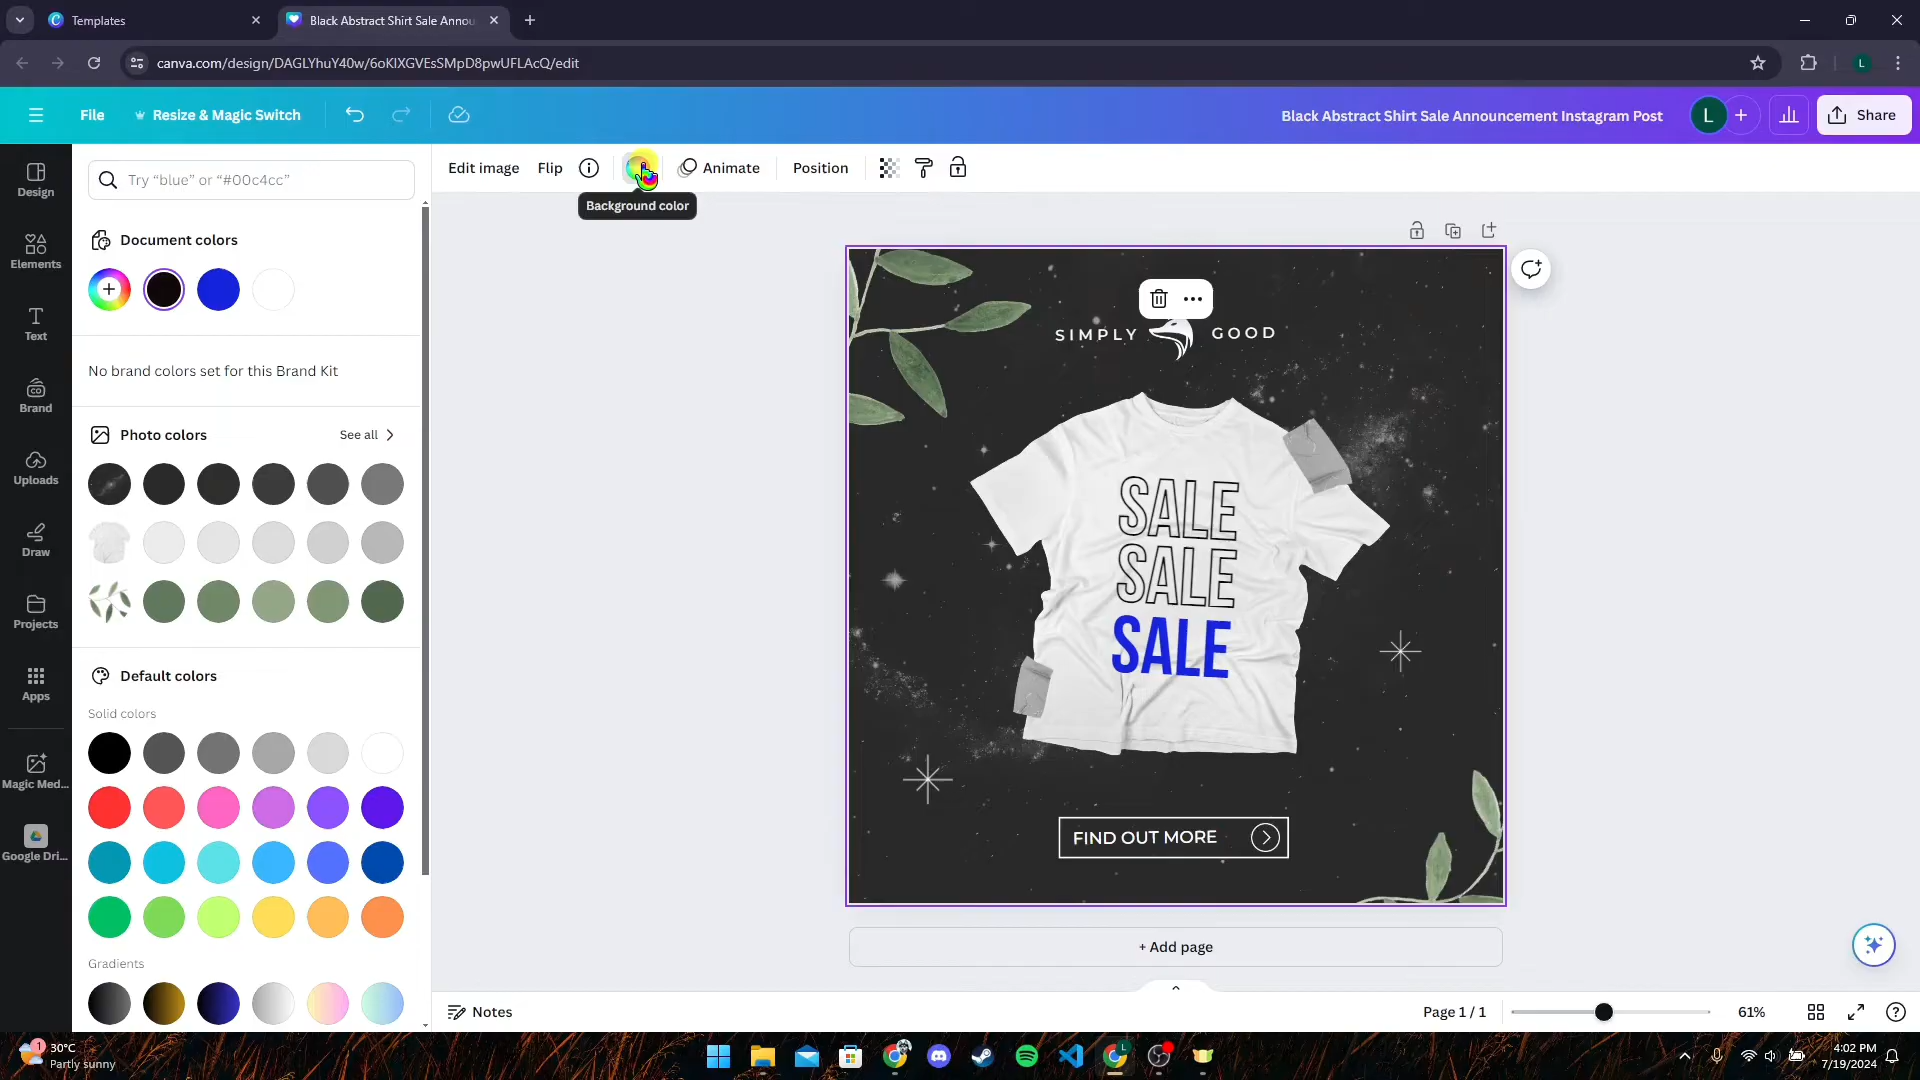 Templates
Black Abstract Shirt Sale Annou
canva.com/design/DAGLYhuY40w/6oKIXGVEsSMpD8pwUFLAcQ/edit
L
File
Resize & Magic Switch
Black Abstract Shirt Sale Announcement Instagram Post
L
Share
Design
Elements
Text
Brand
Uploads
Draw
Projects
Apps
Magic Med...
Google Dri...
Try “blue” or “#00c4cc”
Document colors
No brand colors set for this Brand Kit
Photo colors
See all
Default colors
Solid colors
Gradients
Edit image
Flip
Animate
Position
Background color
SIMPLY GOOD
SALE
SALE
SALE
FIND OUT MORE
+ Add page
Notes
Page 1 / 1
61%
1
30°C
Partly sunny
L
4:02 PM
7/19/2024